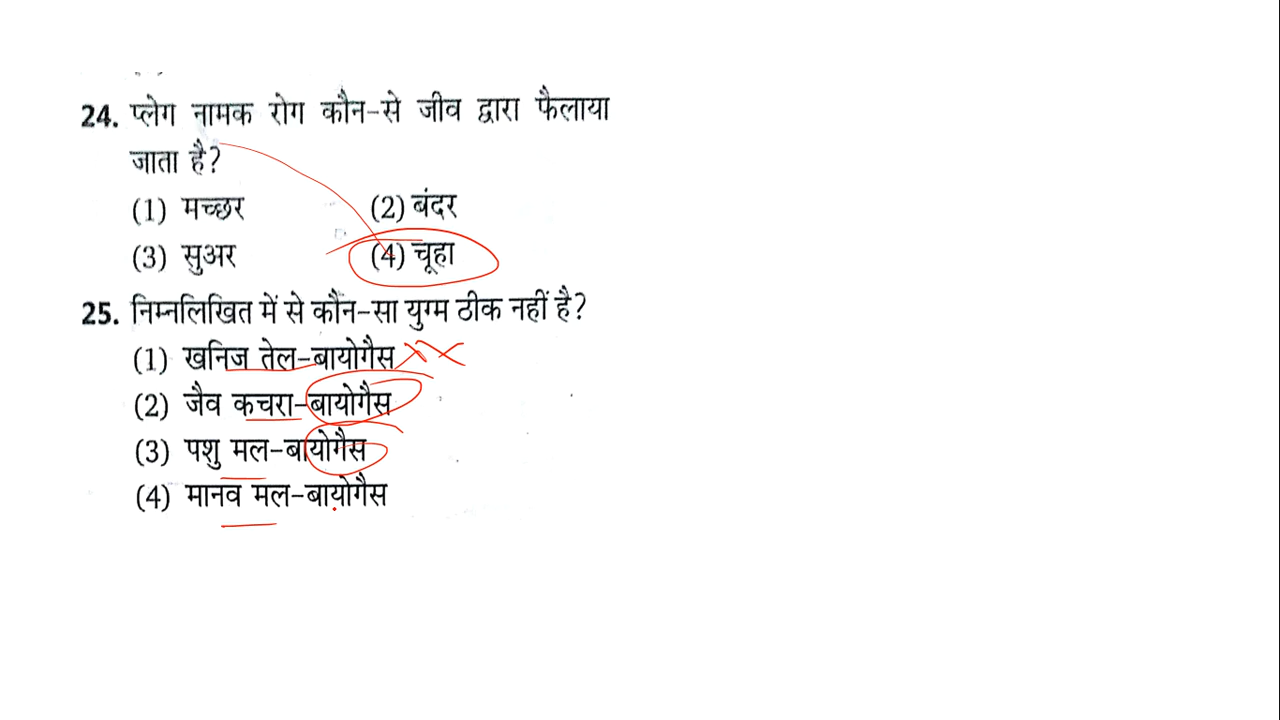 24. प्लेग नामक रोग कौन-से जीव द्वारा फैलाया
जाता है?
(1) मच्छर (2) बंदर
(3) सुअर (4) चूहा
25. निम्नलिखित में से कौन-सा युग्म ठीक नहीं है?
(1) खनिज तेल-बायोगैस
(2) जैव कचरा-बायोगैस
(3) पशु मल-बायोगैस
(4) मानव मल-बायोगैस